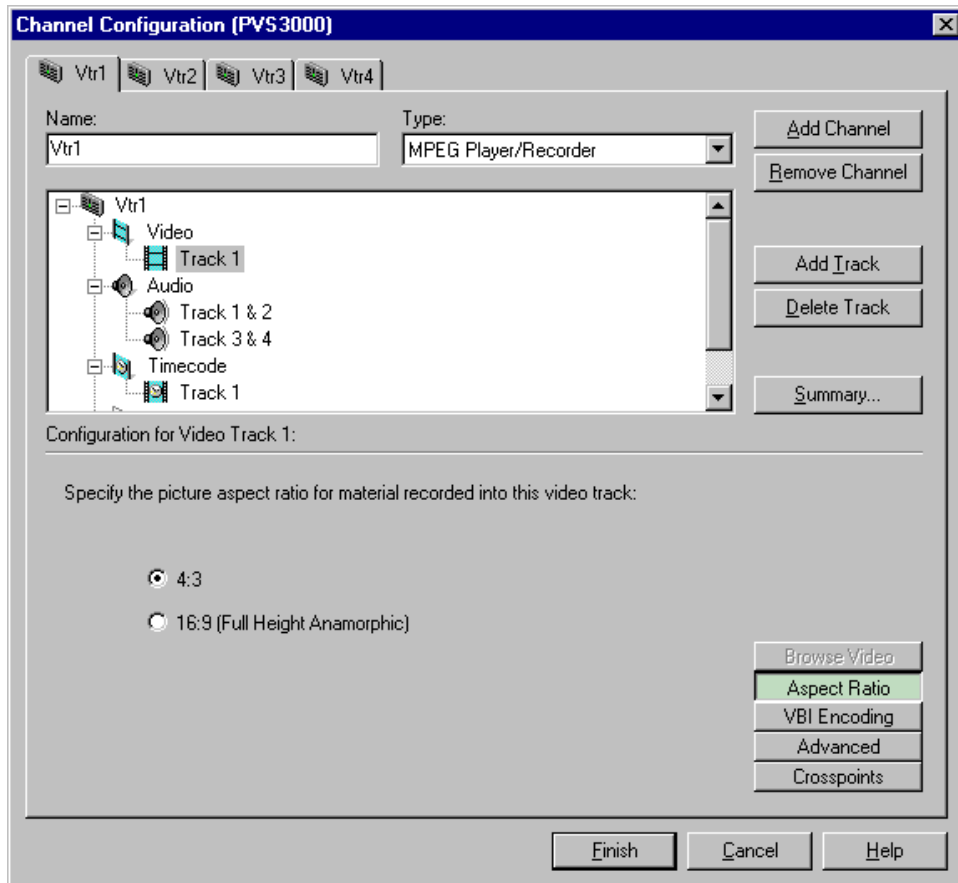 Channel Configuration (PVS3000)
Vtr1 Vtr2 Vtr3 Vtr4
Name: Type:
Vtr1 MPEG Player/Recorder
Add Channel
Remove Channel
Vtr1
Video
Track 1
Audio
Track 1 & 2
Track 3 & 4
Timecode
Track 1
Add Track
Delete Track
Summary...
Configuration for Video Track 1:
Specify the picture aspect ratio for material recorded into this video track:
4:3
16:9 (Full Height Anamorphic)
Browse Video
Aspect Ratio
VBI Encoding
Advanced
Crosspoints
Finish Cancel Help